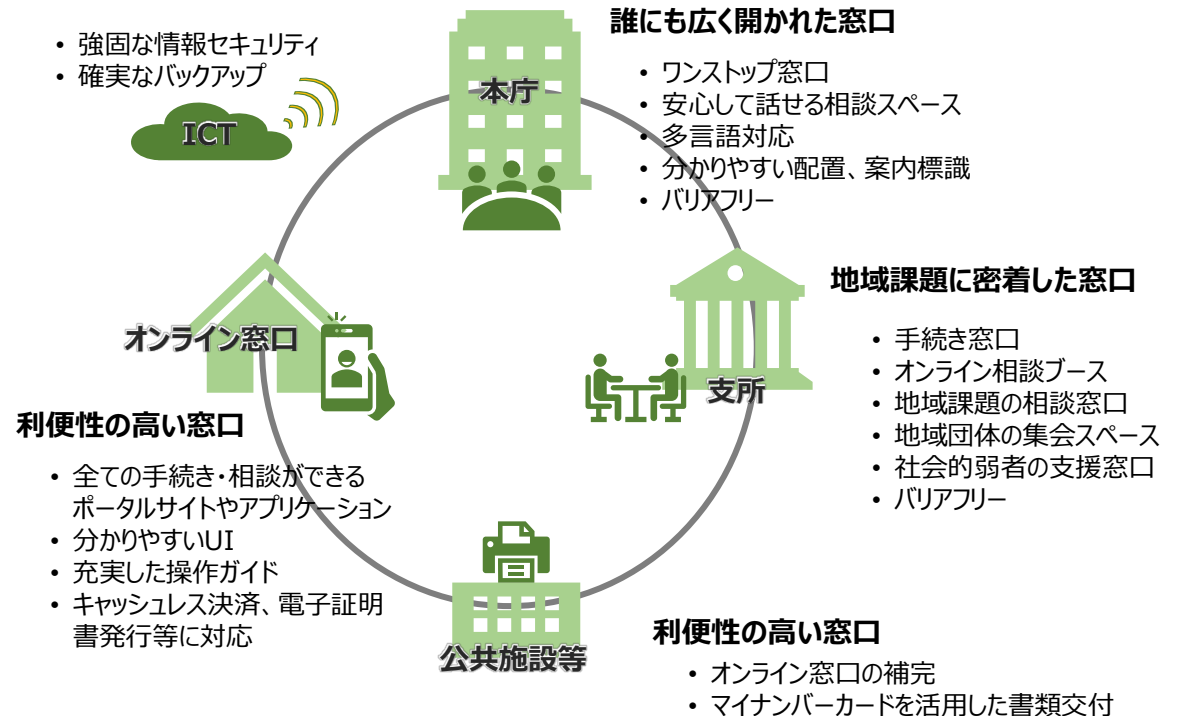 • 強固な情報セキュリティ
• 確実なバックアップ
ICT
本庁
誰にも広く開かれた窓口
• ワンストップ窓口
• 安心して話せる相談スペース
• 多言語対応
• 分かりやすい配置、案内標識
• バリアフリー
地域課題に密着した窓口
• 手続き窓口
• オンライン相談ブース
• 地域課題の相談窓口
• 地域団体の集会スペース
• 社会的弱者の支援窓口
• バリアフリー
支所
オンライン窓口
利便性の高い窓口
• 全ての手続き・相談ができる
ポータルサイトやアプリケーション
• 分かりやすいUI
• 充実した操作ガイド
• キャッシュレス決済、電子証明
書発行等に対応
公共施設等
利便性の高い窓口
• オンライン窓口の補完
• マイナンバーカードを活用した書類交付